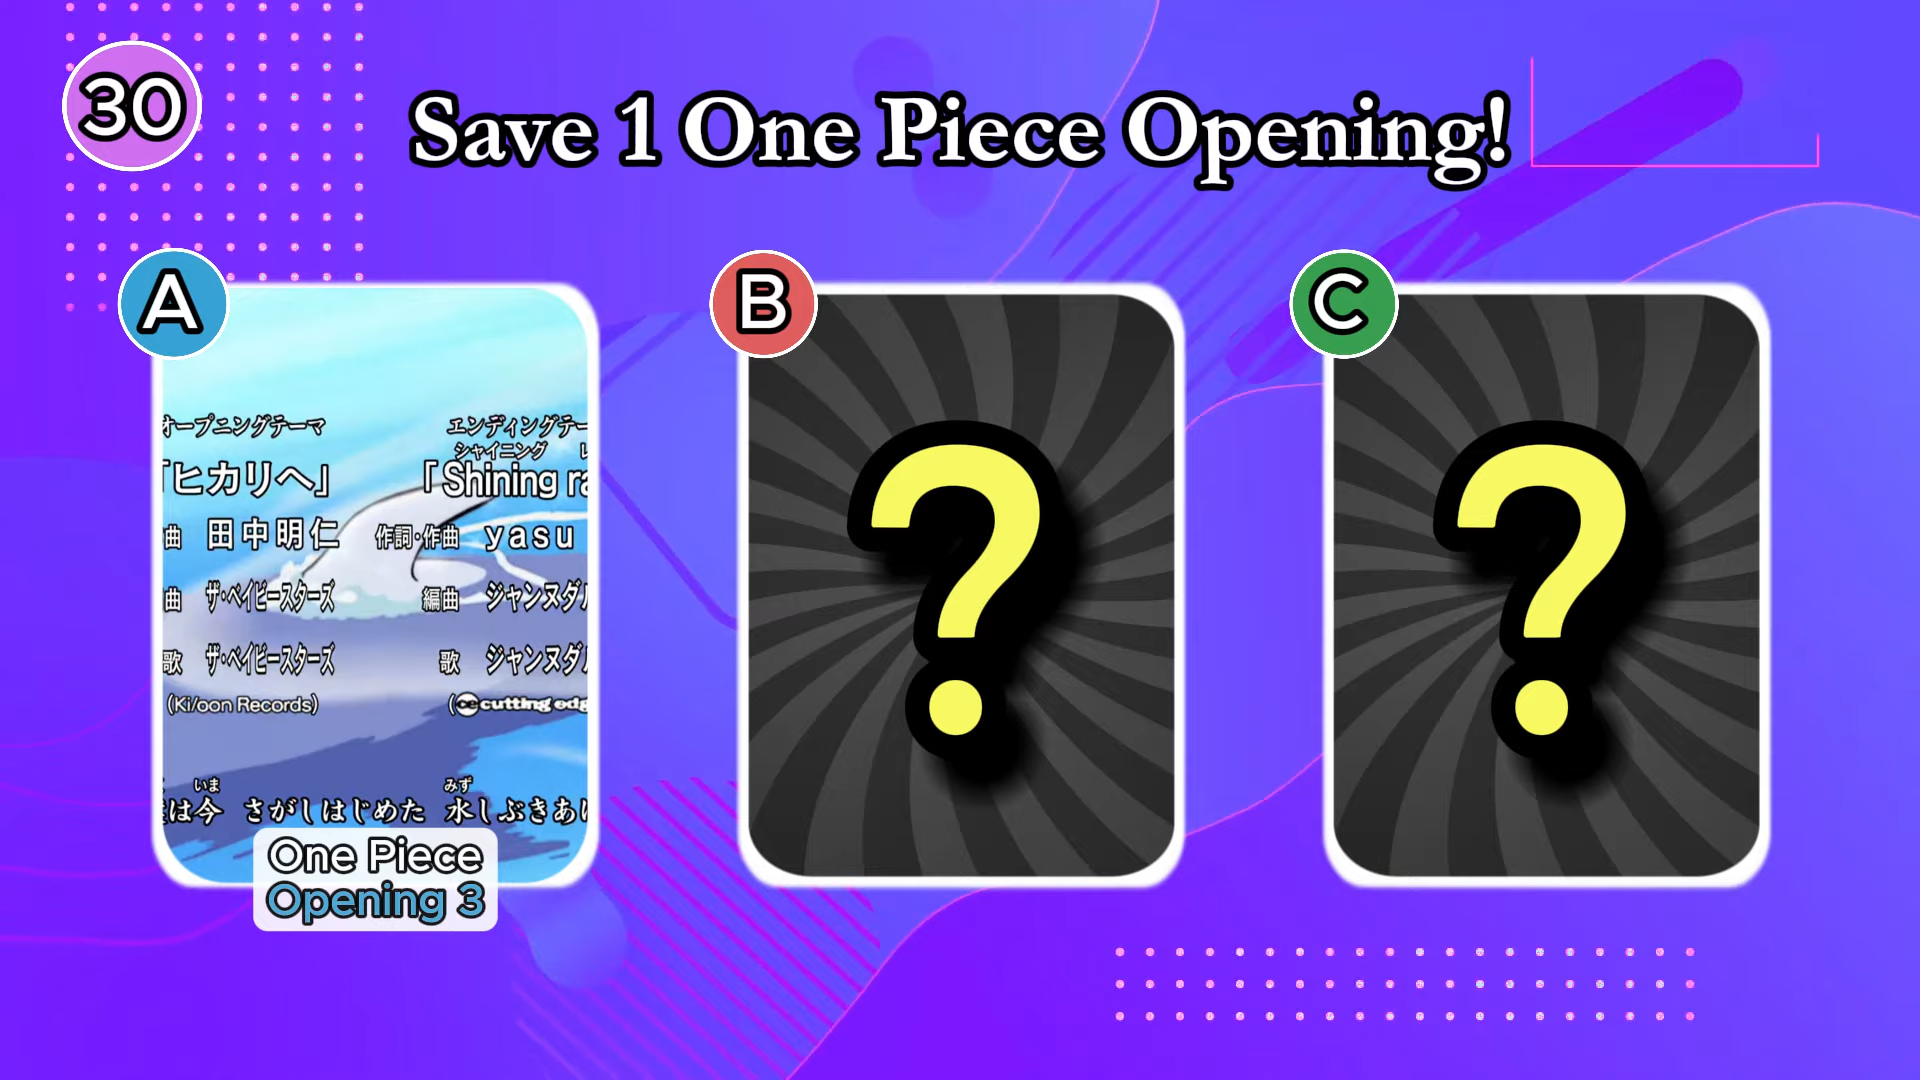 30
Save 1 One Piece Opening!
A
B
C
オープニングテーマ
エンディングテー
シャイニング
「ヒカリへ」
「Shining ra
曲 田中明仁
作詞・作曲 yasu
曲 ザ・ベイビースターズ
編曲 ジャンヌダル
歌 ザ・ベイビースターズ
歌 ジャンヌダル
(Ki/oon Records)
(cutting edg
いま
みず
は今 さがしはじめた 水しぶきあ
One Piece
Opening 3
?
?